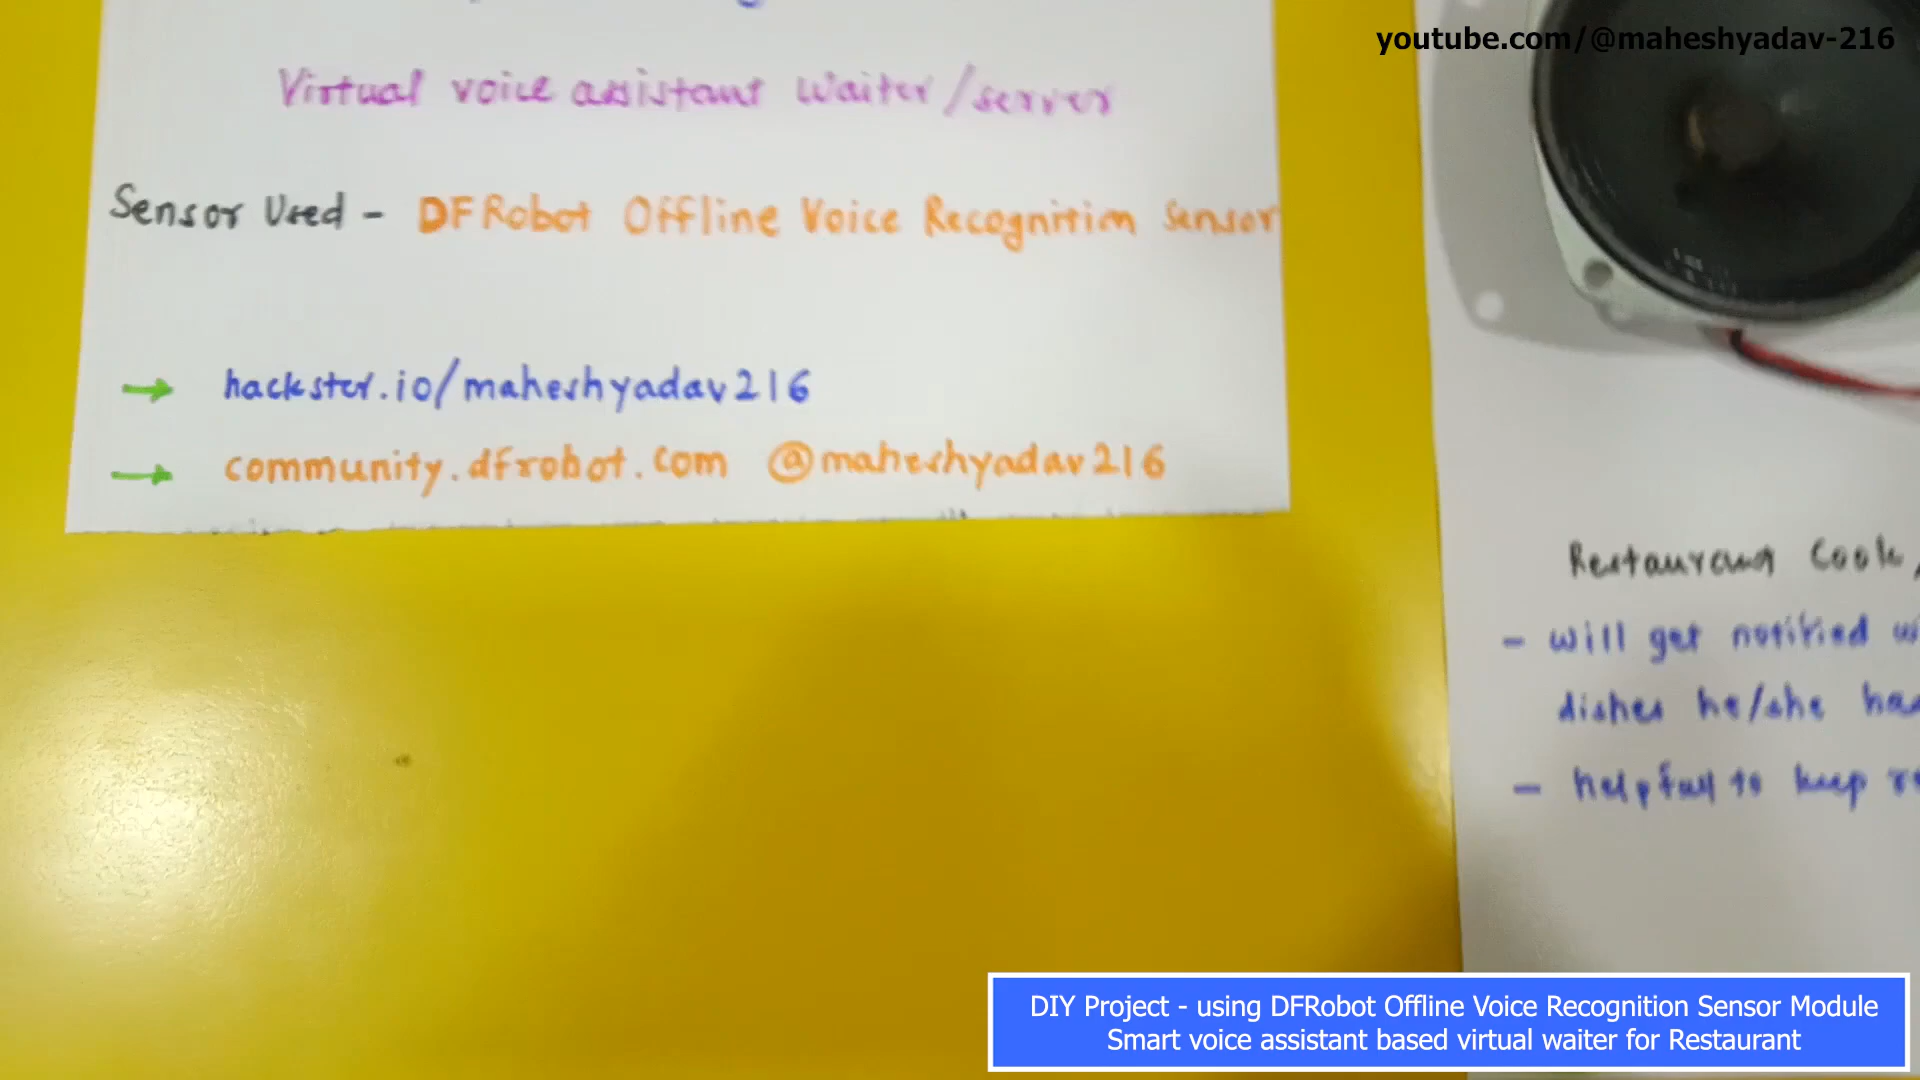 youtube.com/@maheshyadav-216
Virtual voice assistant waiter/server
Sensor Used - DFRobot Offline Voice Recognition Sensor
→ hackster.io/maheshyadav216
→ community.dfrobot.com @maheshyadav216
Restaurant Cook
- will get notified
dishes he/she
- helpfull to keep
DIY Project - using DFRobot Offline Voice Recognition Sensor Module
Smart voice assistant based virtual waiter for Restaurant